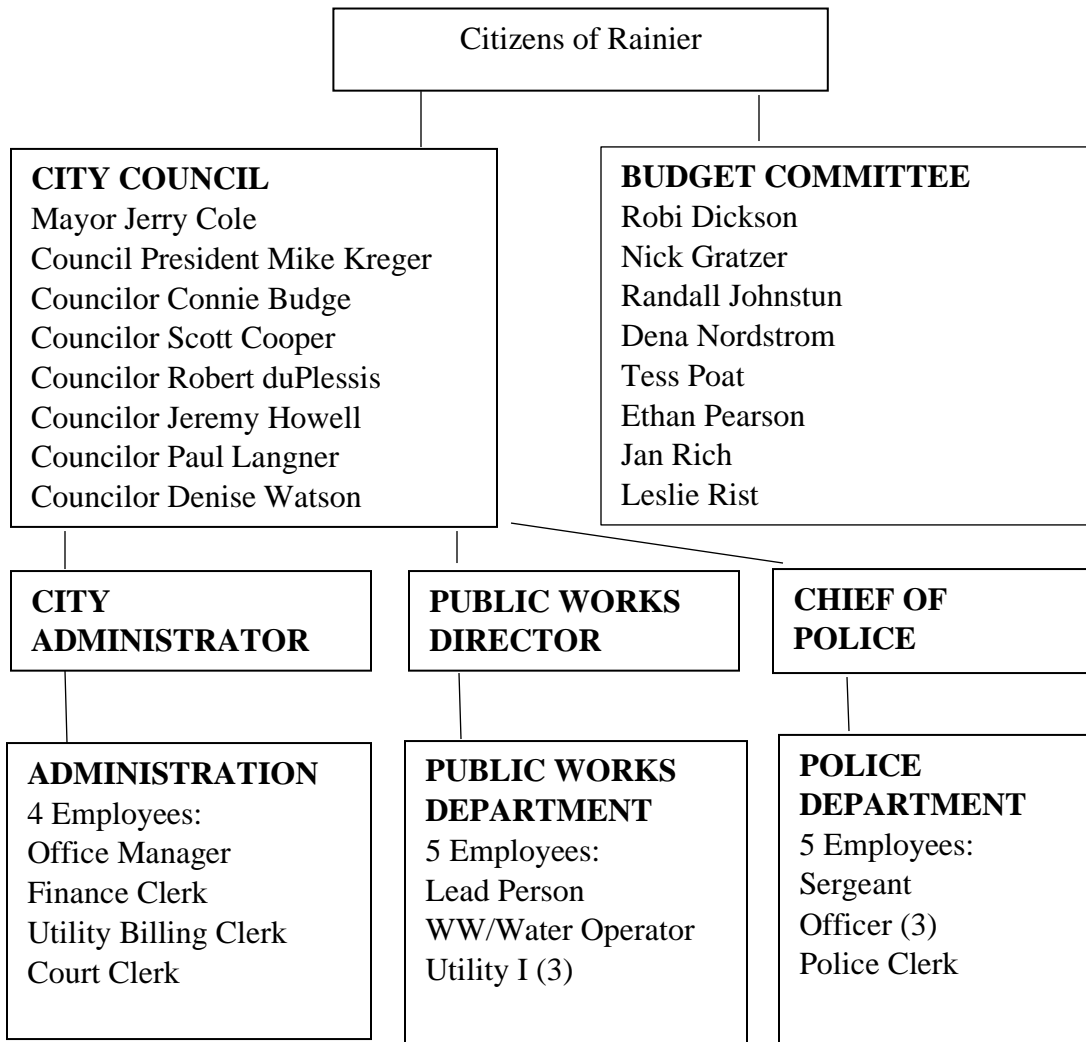 Citizens of Rainier
CITY COUNCIL
Mayor Jerry Cole
Council President Mike Kreger
Councilor Connie Budge
Councilor Scott Cooper
Councilor Robert duPlessis
Councilor Jeremy Howell
Councilor Paul Langner
Councilor Denise Watson
BUDGET COMMITTEE
Robi Dickson
Nick Gratzer
Randall Johnstun
Dena Nordstrom
Tess Poat
Ethan Pearson
Jan Rich
Leslie Rist
CITY
ADMINISTRATOR
PUBLIC WORKS
DIRECTOR
CHIEF OF
POLICE
ADMINISTRATION
4 Employees:
Office Manager
Finance Clerk
Utility Billing Clerk
Court Clerk
PUBLIC WORKS
DEPARTMENT
5 Employees:
Lead Person
WW/Water Operator
Utility I (3)
POLICE
DEPARTMENT
5 Employees:
Sergeant
Officer (3)
Police Clerk